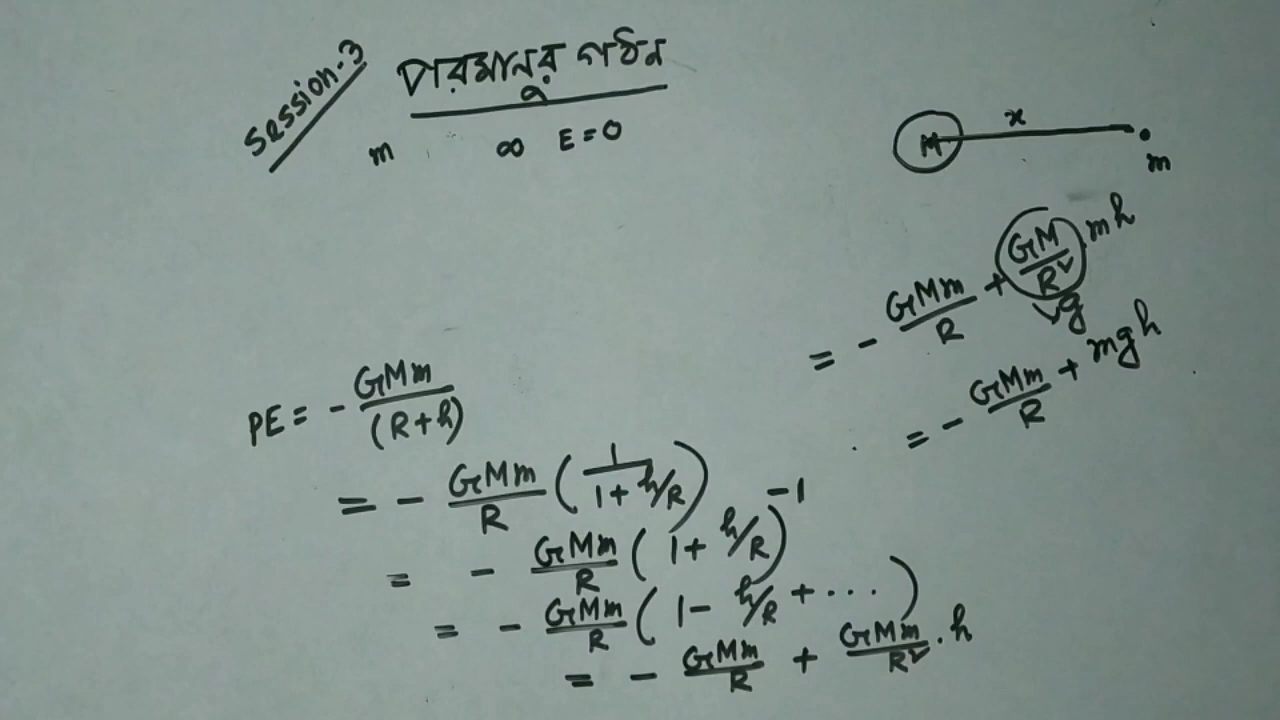 Session-3
পারমানুর গঠন
m ∞ E = 0
M x m
PE = - GMm/(R+h)
= - GMm/R (1/(1 + h/R))
= - GMm/R (1 + h/R)^-1
= - GMm/R (1 - h/R + ...)
= - GMm/R + GMm/R² . h
= - GMm/R + GM/R² mh
g
= - GMm/R + mgh